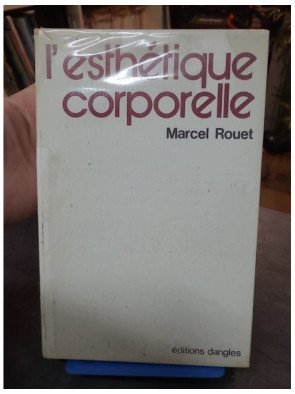 l'esthétique
corporelle
Marcel Rouet
éditions dangles